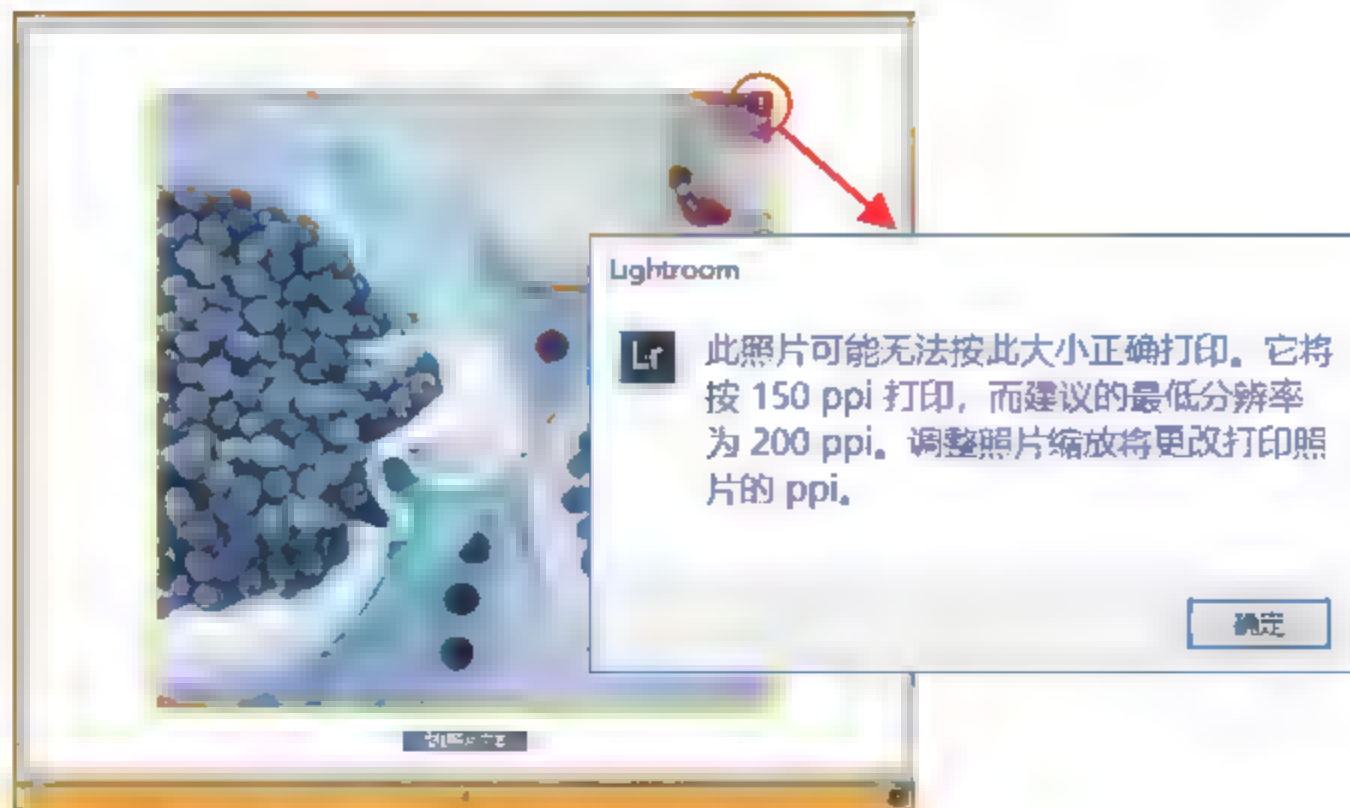 Lightroom
Lr
此照片可能无法按此大小正确打印。它将
按 150 ppi 打印，而建议的最低分辨率
为 200 ppi。调整照片缩放将更改打印照
片的 ppi。
确定